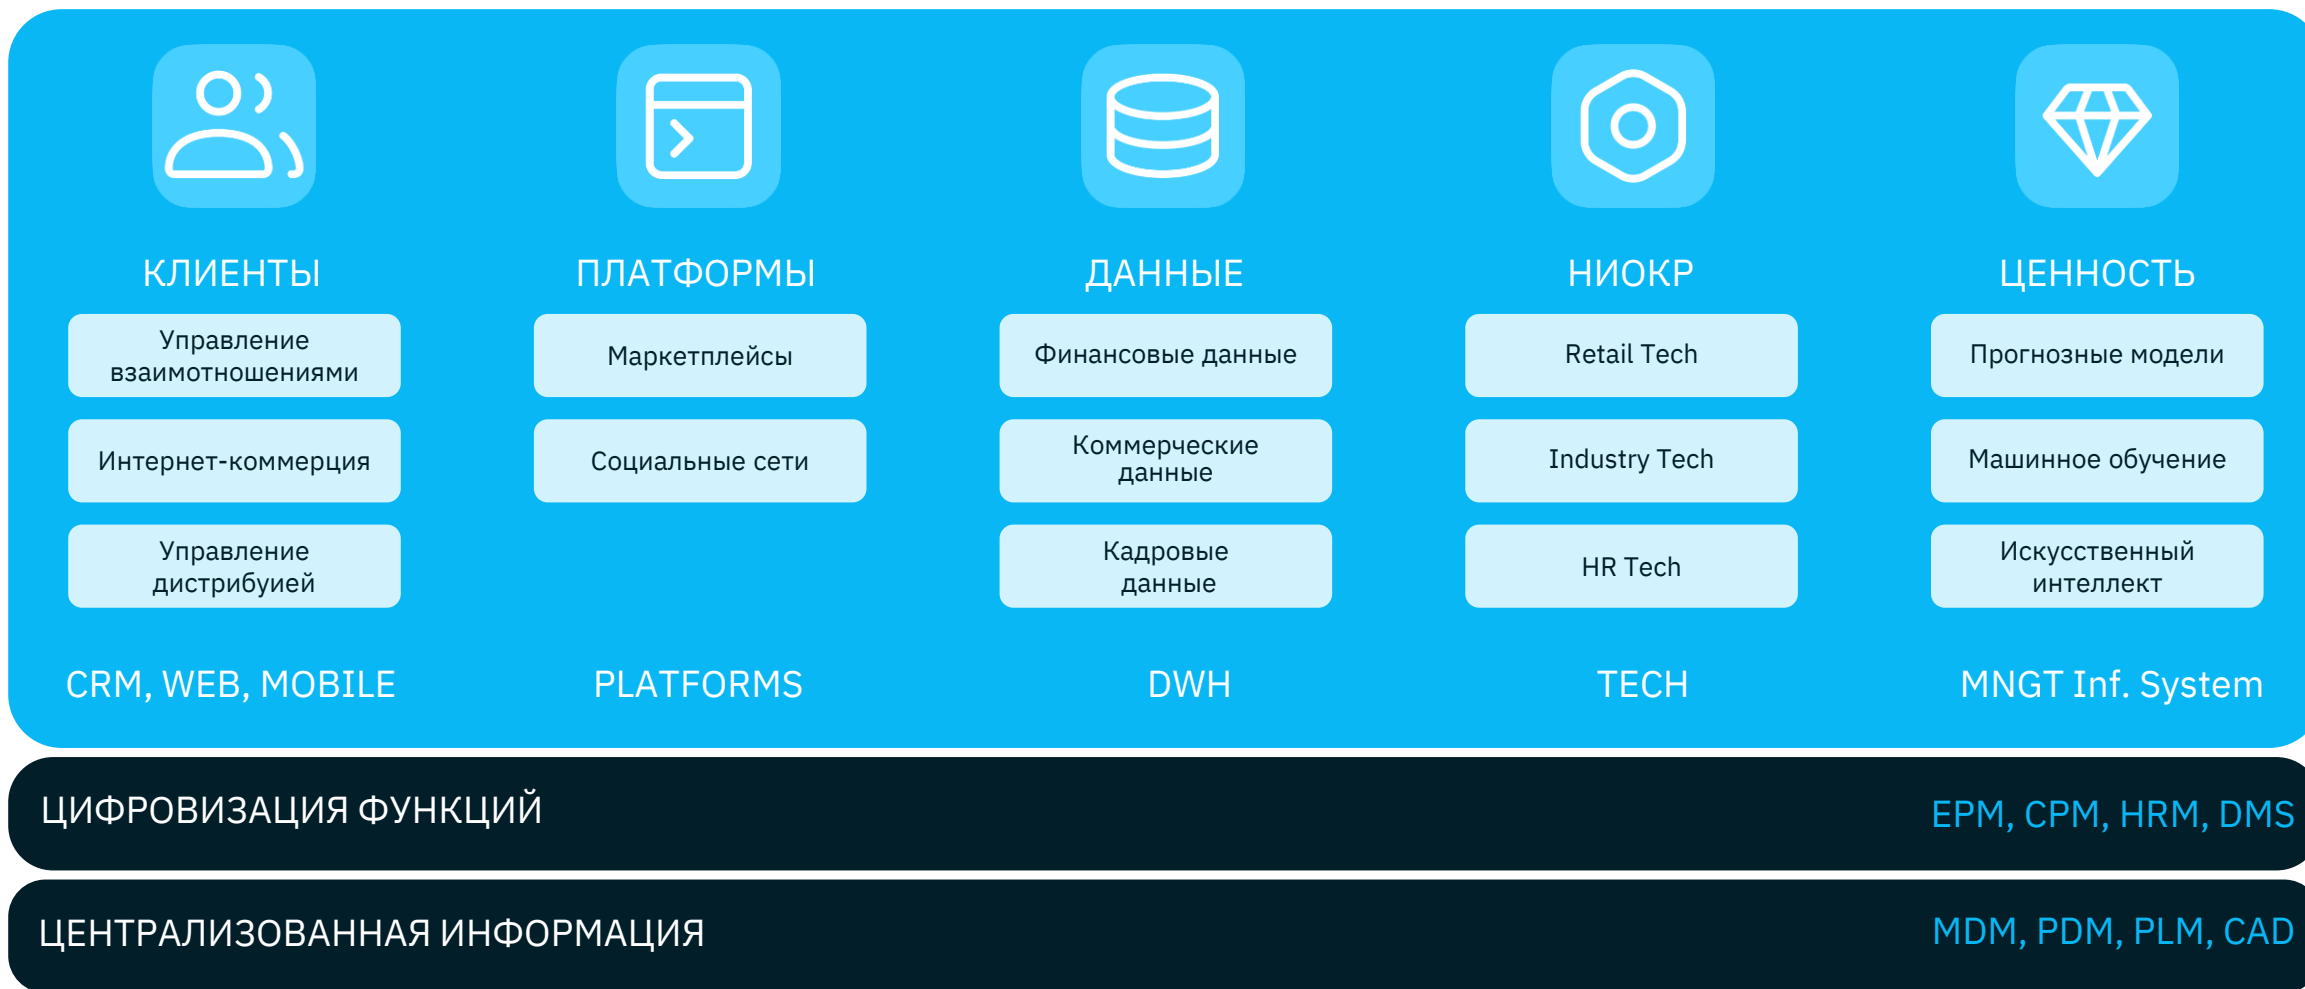 КЛИЕНТЫ
Управление
взаимотношениями
Интернет-коммерция
Управление
дистрибуией
CRM, WEB, MOBILE
ПЛАТФОРМЫ
Маркетплейсы
Социальные сети
PLATFORMS
ДАННЫЕ
Финансовые данные
Коммерческие
данные
Кадровые
данные
DWH
НИОКР
Retail Tech
Industry Tech
HR Tech
TECH
ЦЕННОСТЬ
Прогнозные модели
Машинное обучение
Искусственный
интеллект
MNGT Inf. System
ЦИФРОВИЗАЦИЯ ФУНКЦИЙ
EPM, CPM, HRM, DMS
ЦЕНТРАЛИЗОВАННАЯ ИНФОРМАЦИЯ
MDM, PDM, PLM, CAD